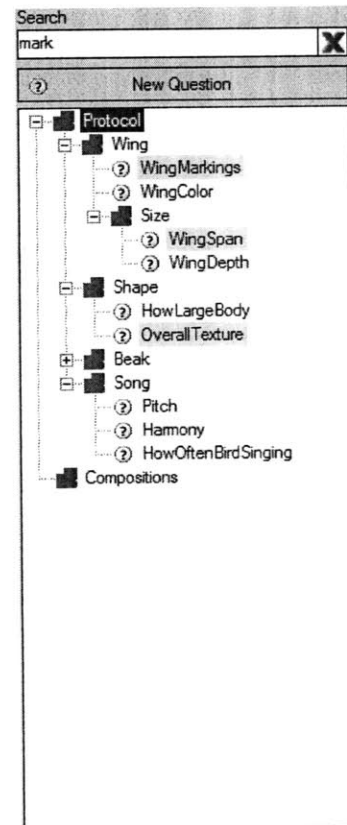 Search
mark
New Question
Protocol
Wing
WingMarkings
WingColor
Size
WingSpan
WingDepth
Shape
HowLargeBody
OverallTexture
Beak
Song
Pitch
Harmony
HowOftenBirdSinging
Compositions